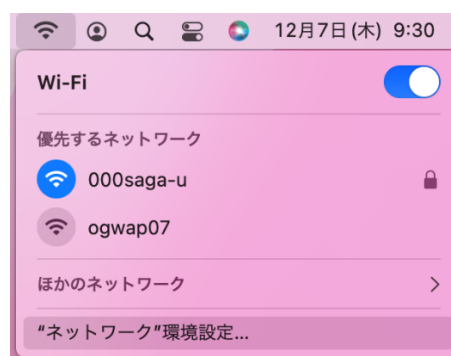 12月7日(木) 9:30
Wi-Fi
優先するネットワーク
000saga-u
ogwap07
ほかのネットワーク
“ネットワーク”環境設定...